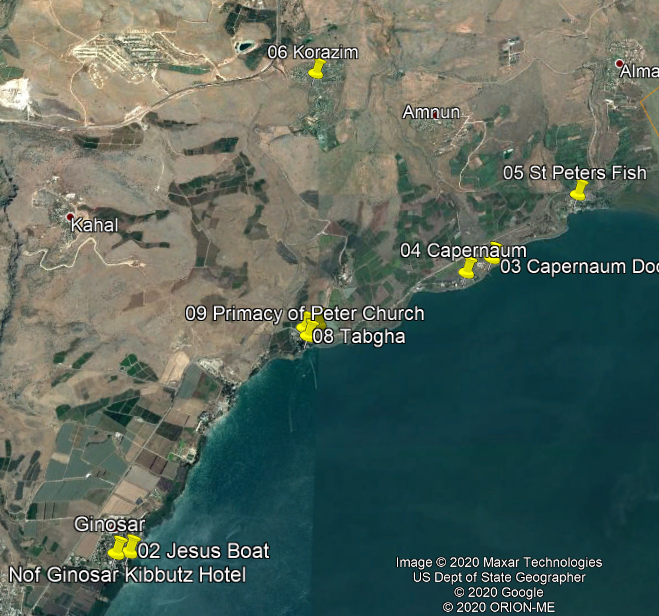 06 Korazim
Alma
Amnun
05 St Peters Fish
Kahal
04 Capernaum
03 Capernaum Doc
09 Primacy of Peter Church
08 Tabgha
Ginosar
02 Jesus Boat
Nof Ginosar Kibbutz Hotel
Image © 2020 Maxar Technologies
US Dept of State Geographer
© 2020 Google
© 2020 ORION-ME